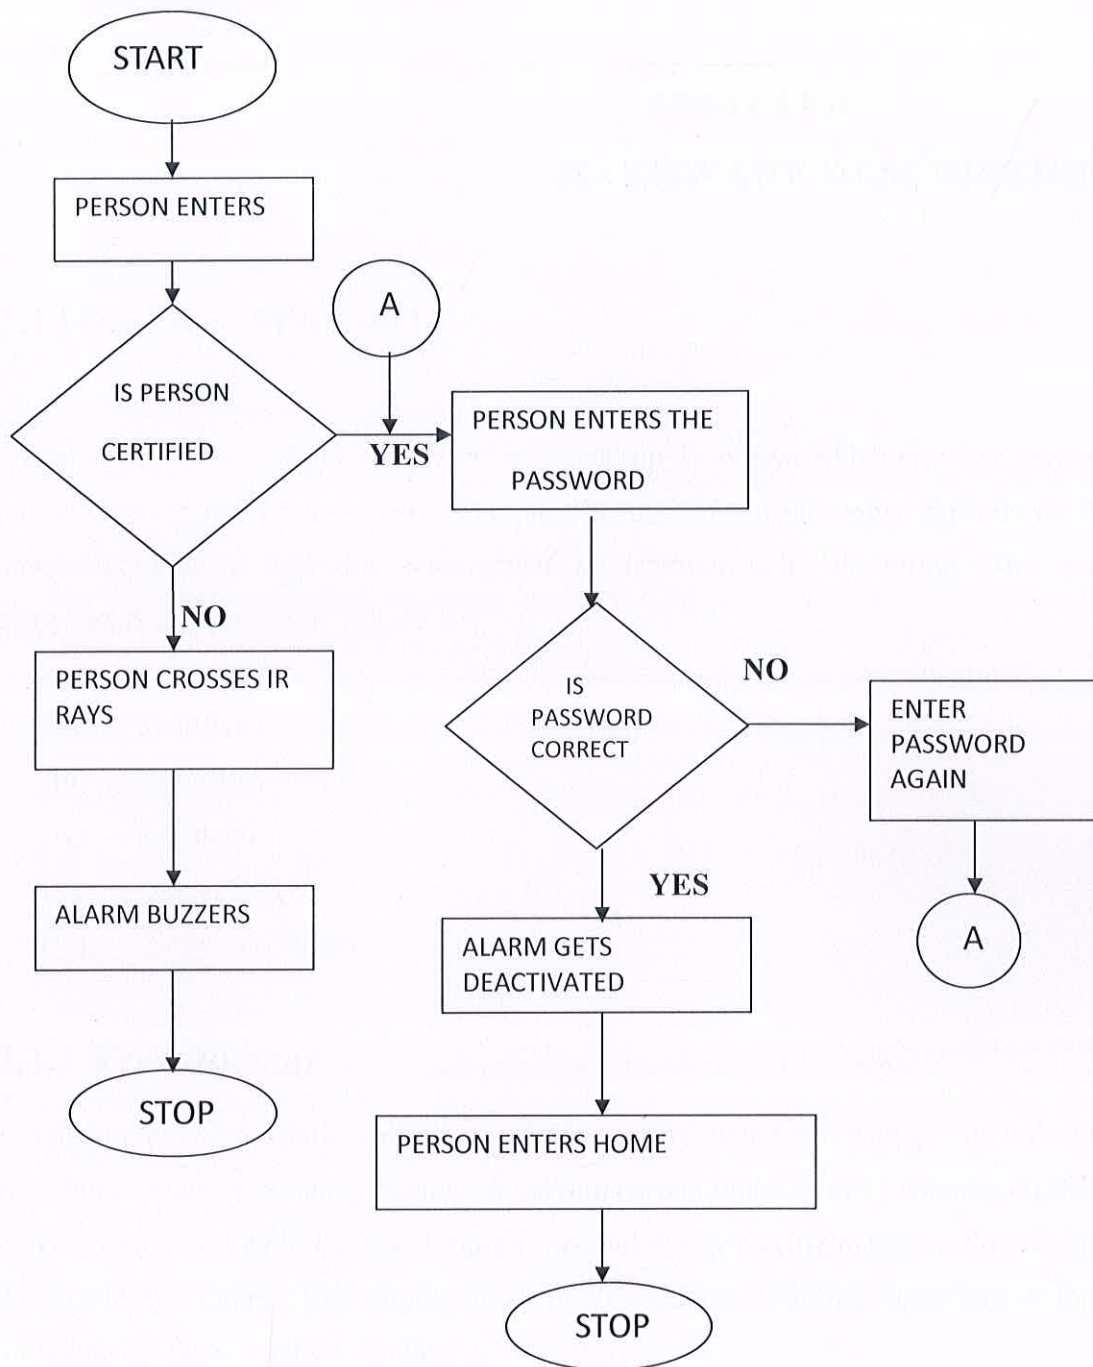 START
PERSON ENTERS
A
IS PERSON
CERTIFIED
YES
PERSON ENTERS THE
PASSWORD
NO
PERSON CROSSES IR
RAYS
IS
PASSWORD
CORRECT
NO
ENTER
PASSWORD
AGAIN
ALARM BUZZERS
YES
ALARM GETS
DEACTIVATED
A
STOP
PERSON ENTERS HOME
STOP